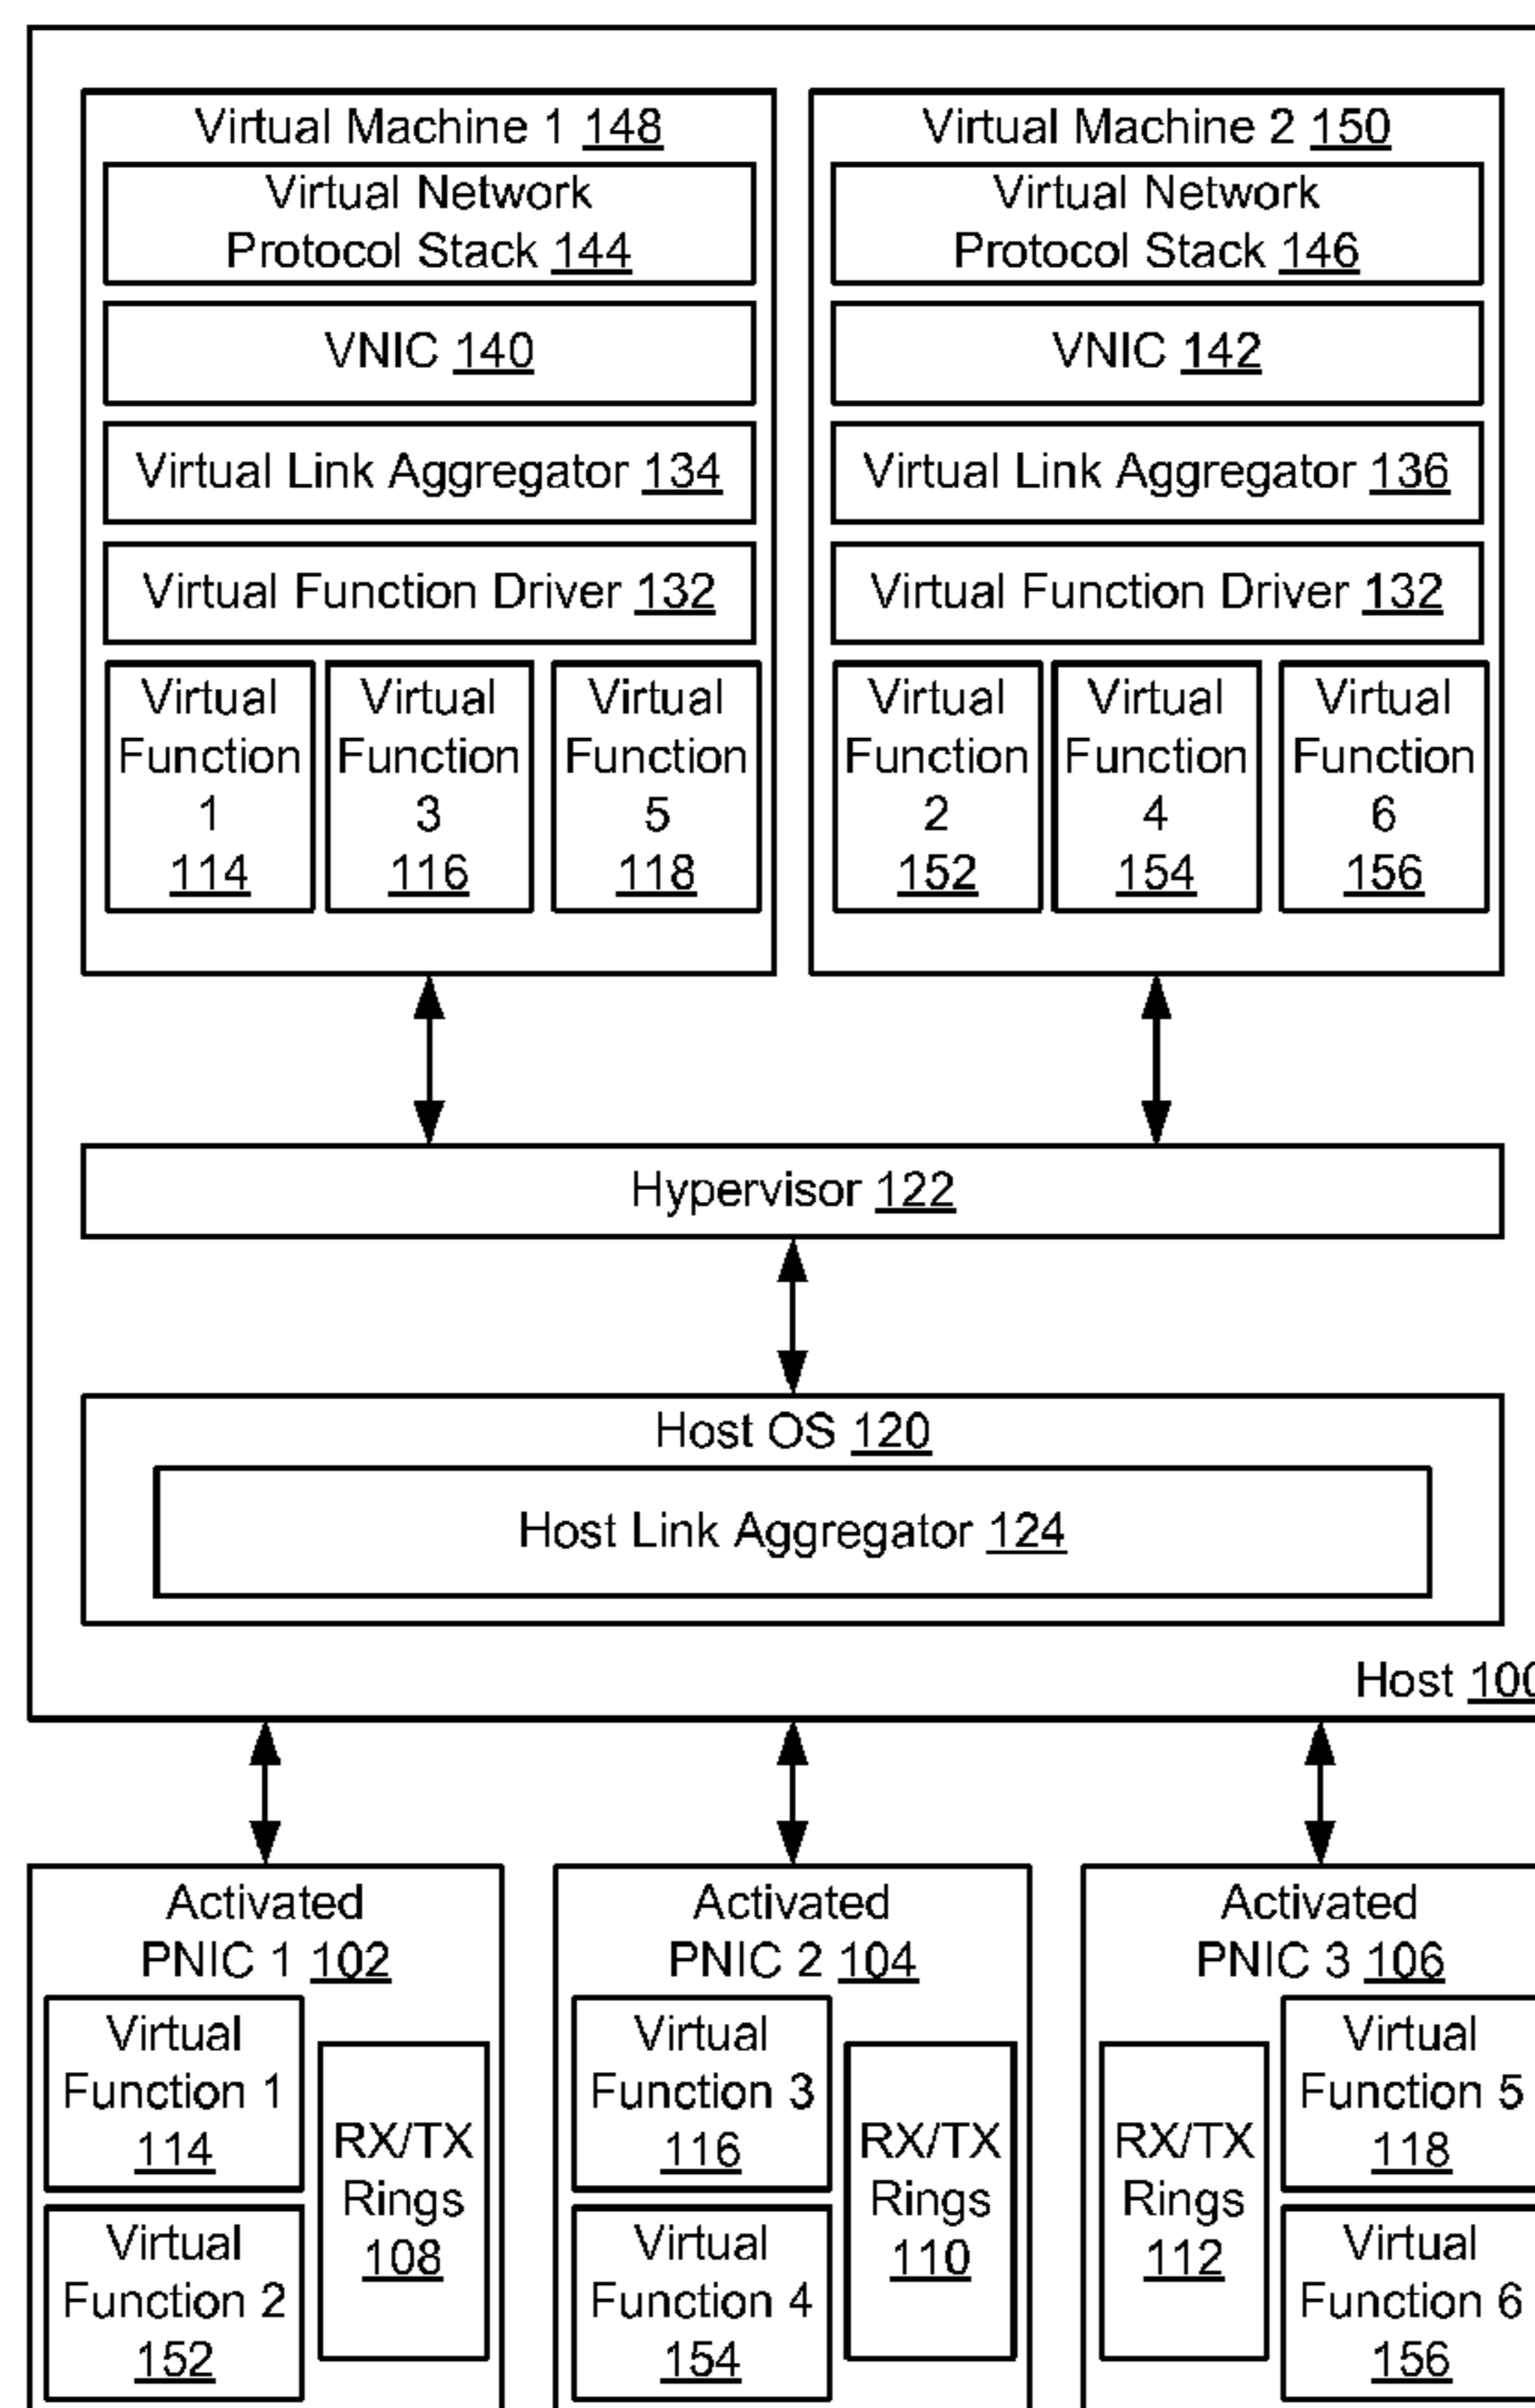 Virtual Machine 1 148
Virtual Network
Protocol Stack 144
VNIC 140
Virtual Link Aggregator 134
Virtual Function Driver 132
Virtual
Function
1
114
Virtual
Function
3
116
Virtual
Function
5
118
Virtual Machine 2 150
Virtual Network
Protocol Stack 146
VNIC 142
Virtual Link Aggregator 136
Virtual Function Driver 132
Virtual
Function
2
152
Virtual
Function
4
154
Virtual
Function
6
156
Hypervisor 122
Host OS 120
Host Link Aggregator 124
Host 100
Activated
PNIC 1 102
Virtual
Function 1
114
Virtual
Function 2
152
RX/TX
Rings
108
Activated
PNIC 2 104
Virtual
Function 3
116
Virtual
Function 4
154
RX/TX
Rings
110
Activated
PNIC 3 106
RX/TX
Rings
112
Virtual
Function 5
118
Virtual
Function 6
156